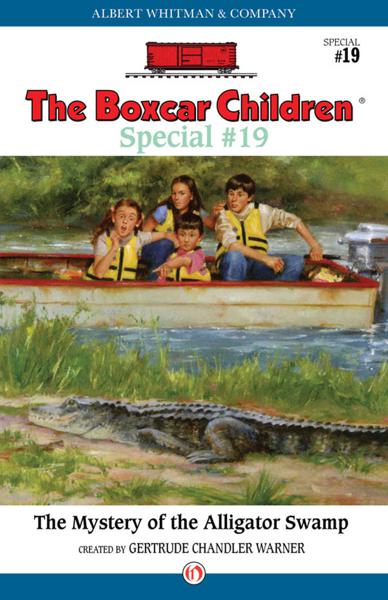 ALBERT WHITMAN & COMPANY
SPECIAL
#19
The Boxcar Children®
Special #19
The Mystery of the Alligator Swamp
CREATED BY GERTRUDE CHANDLER WARNER